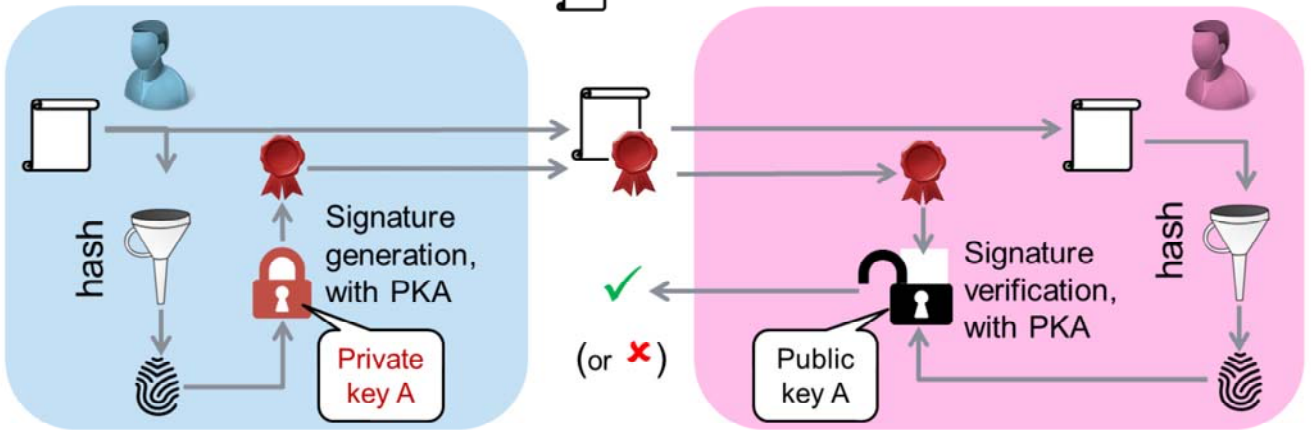 hash
Signature
generation,
with PKA
Private
key A
(or ✘)
Signature
verification,
with PKA
Public
key A
hash